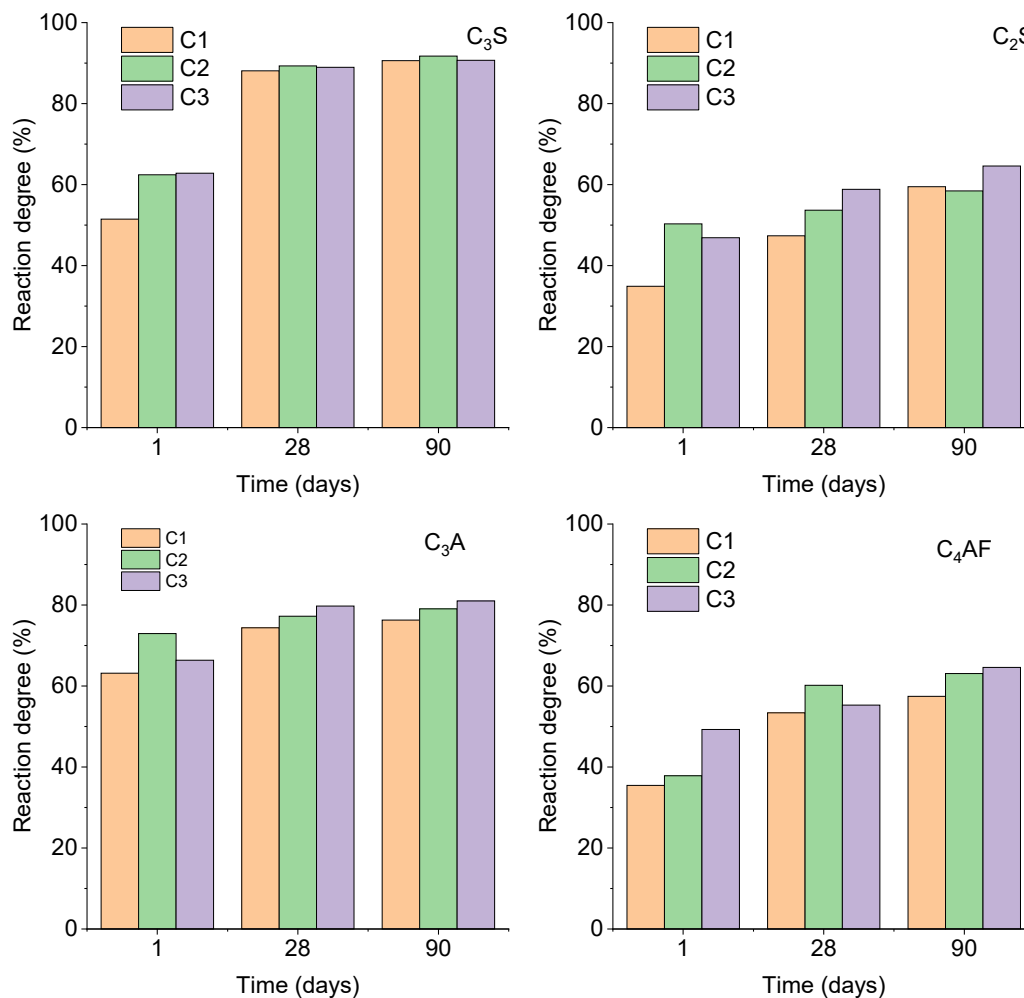 C₃S
C1
C2
C3
100
80
60
40
20
0
Reaction degree (%)
1
28
90
Time (days)
C₂S
C1
C2
C3
100
80
60
40
20
0
Reaction degree (%)
1
28
90
Time (days)
C₃A
C1
C2
C3
100
80
60
40
20
0
Reaction degree (%)
1
28
90
Time (days)
C₄AF
C1
C2
C3
100
80
60
40
20
0
Reaction degree (%)
1
28
90
Time (days)